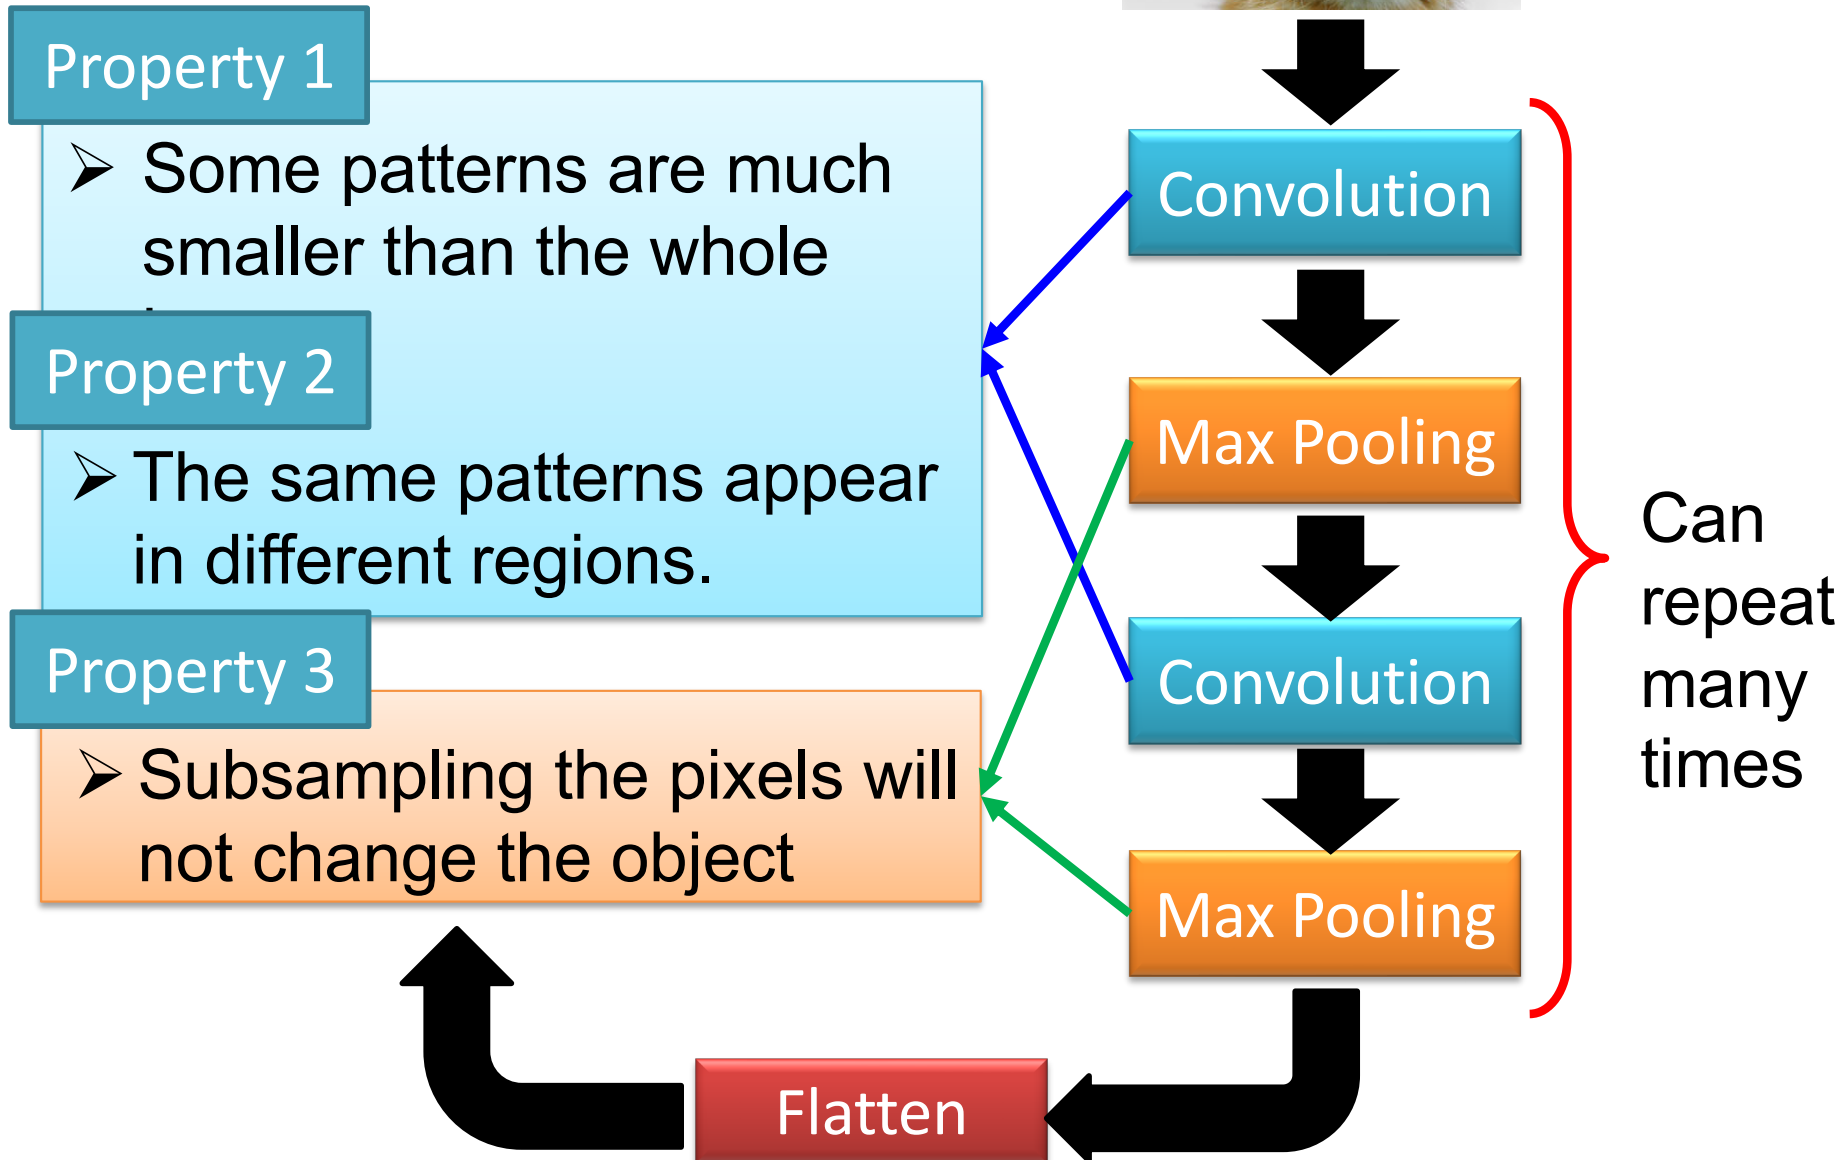 Property 1
➢ Some patterns are much
smaller than the whole
Property 2
➢ The same patterns appear
in different regions.
Property 3
➢ Subsampling the pixels will
not change the object
Convolution
Max Pooling
Convolution
Max Pooling
Can
repeat
many
times
Flatten